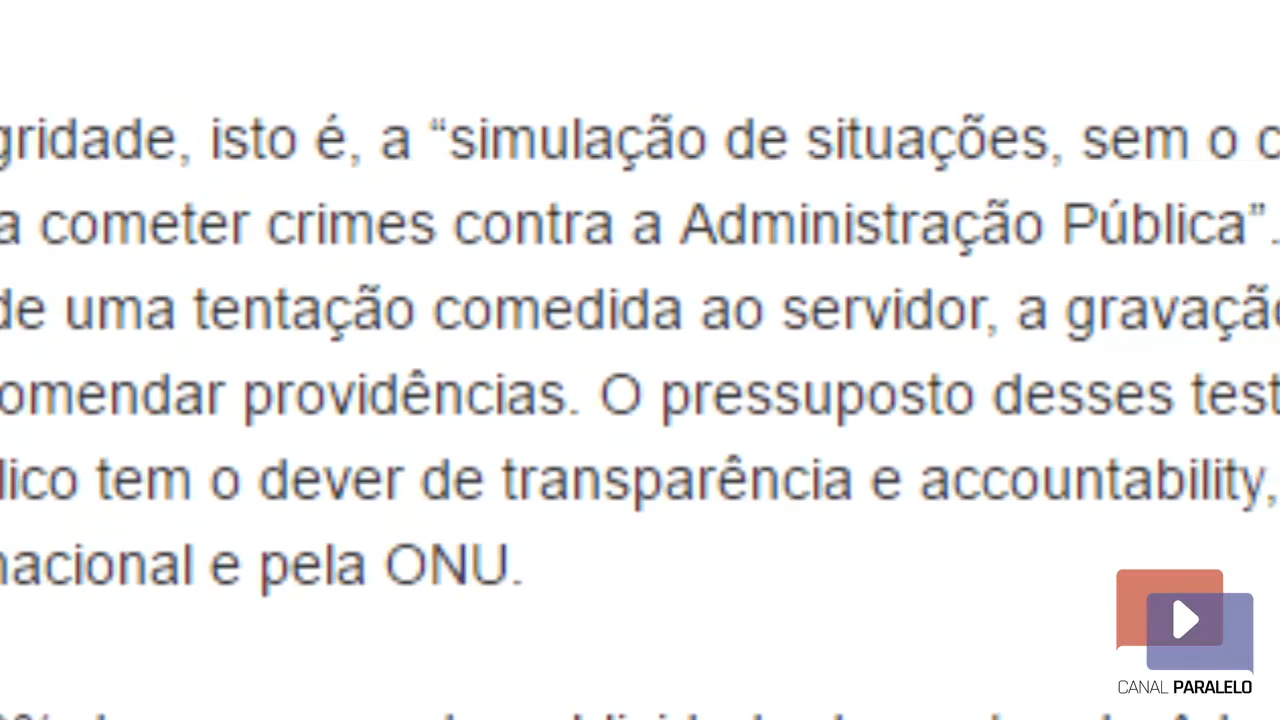 gridade, isto é, a “simulação de situações, sem o c
a cometer crimes contra a Administração Pública”.
de uma tentação comedida ao servidor, a gravação
omendar providências. O pressuposto desses test
lico tem o dever de transparência e accountability,
nacional e pela ONU.
CANAL PARALELO